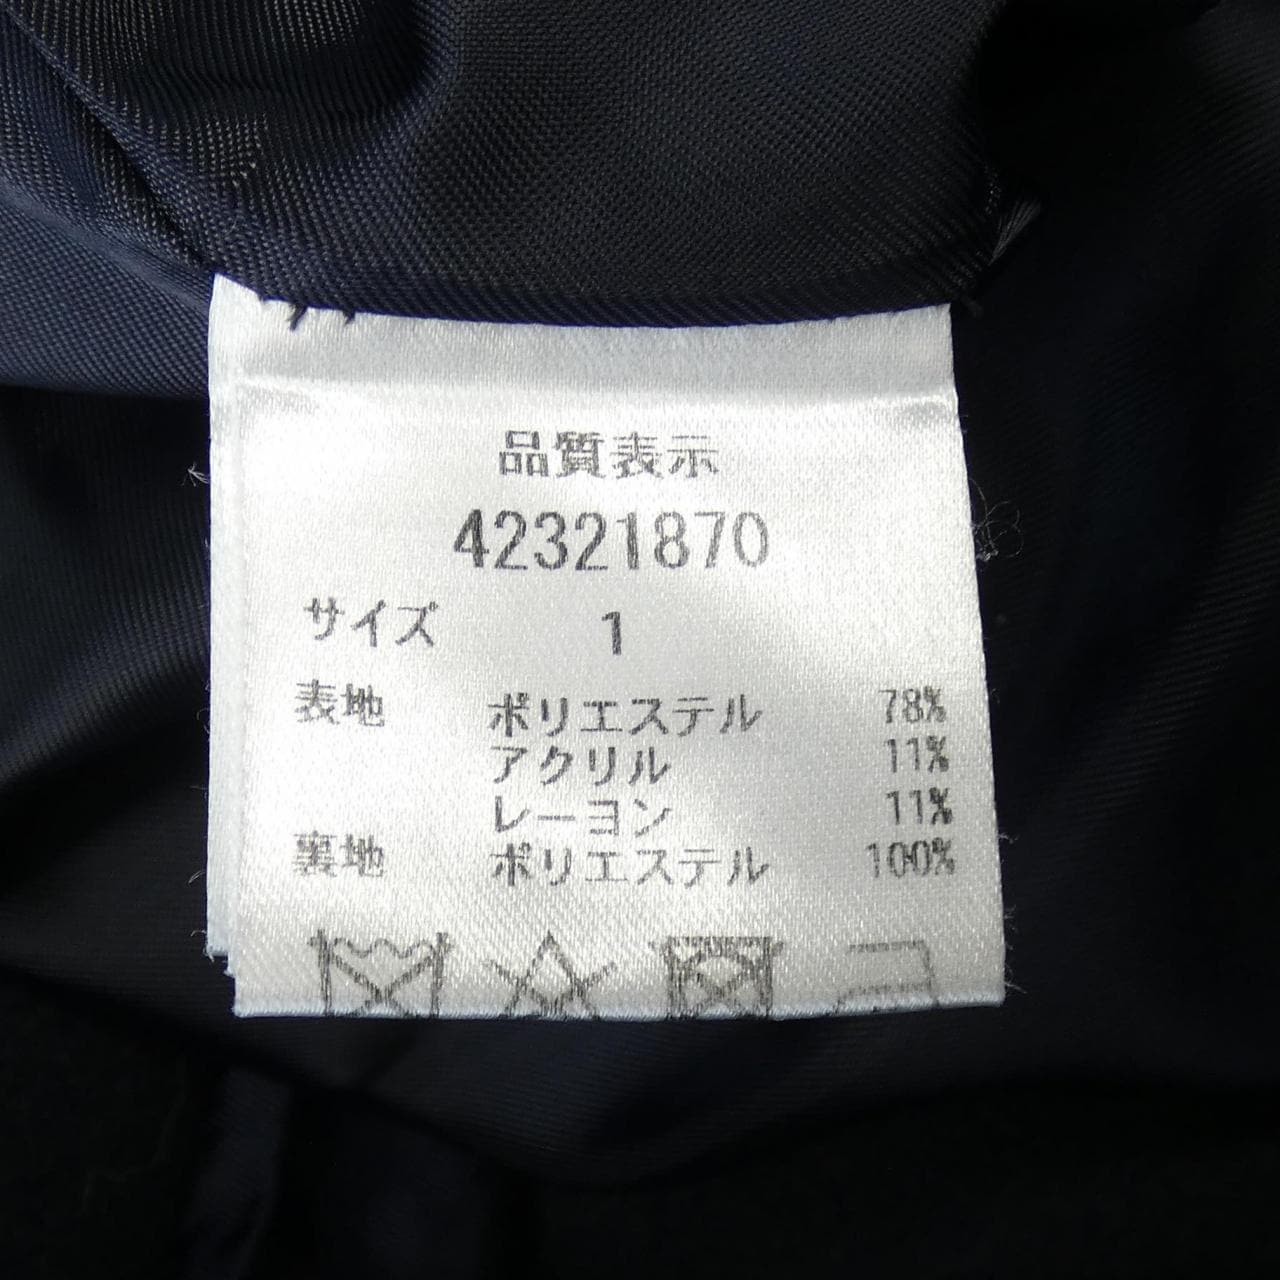 品質表示
42321870
サイズ 1
表地 ポリエステル 78%
アクリル 11%
レーヨン 11%
裏地 ポリエステル 100%